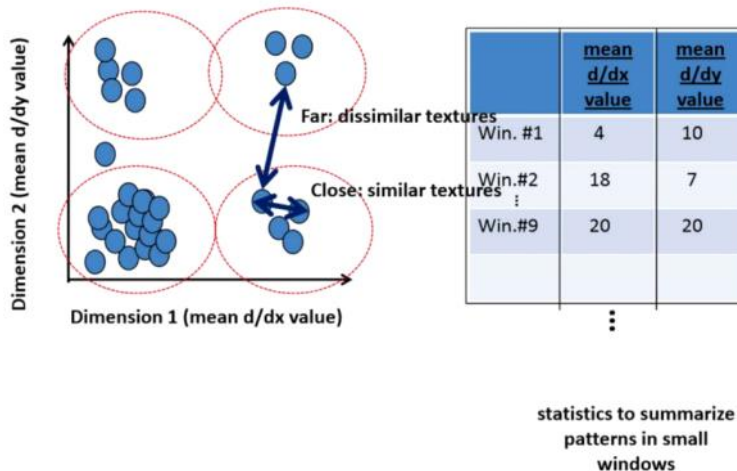 Dimension 2 (mean d/dy value)
Far: dissimilar textures
Close: similar textures
Dimension 1 (mean d/dx value)
mean
d/dx
value
mean
d/dy
value
Win. #1 4 10
Win.#2 18 7
⋮
Win.#9 20 20
⋮
statistics to summarize
patterns in small
windows